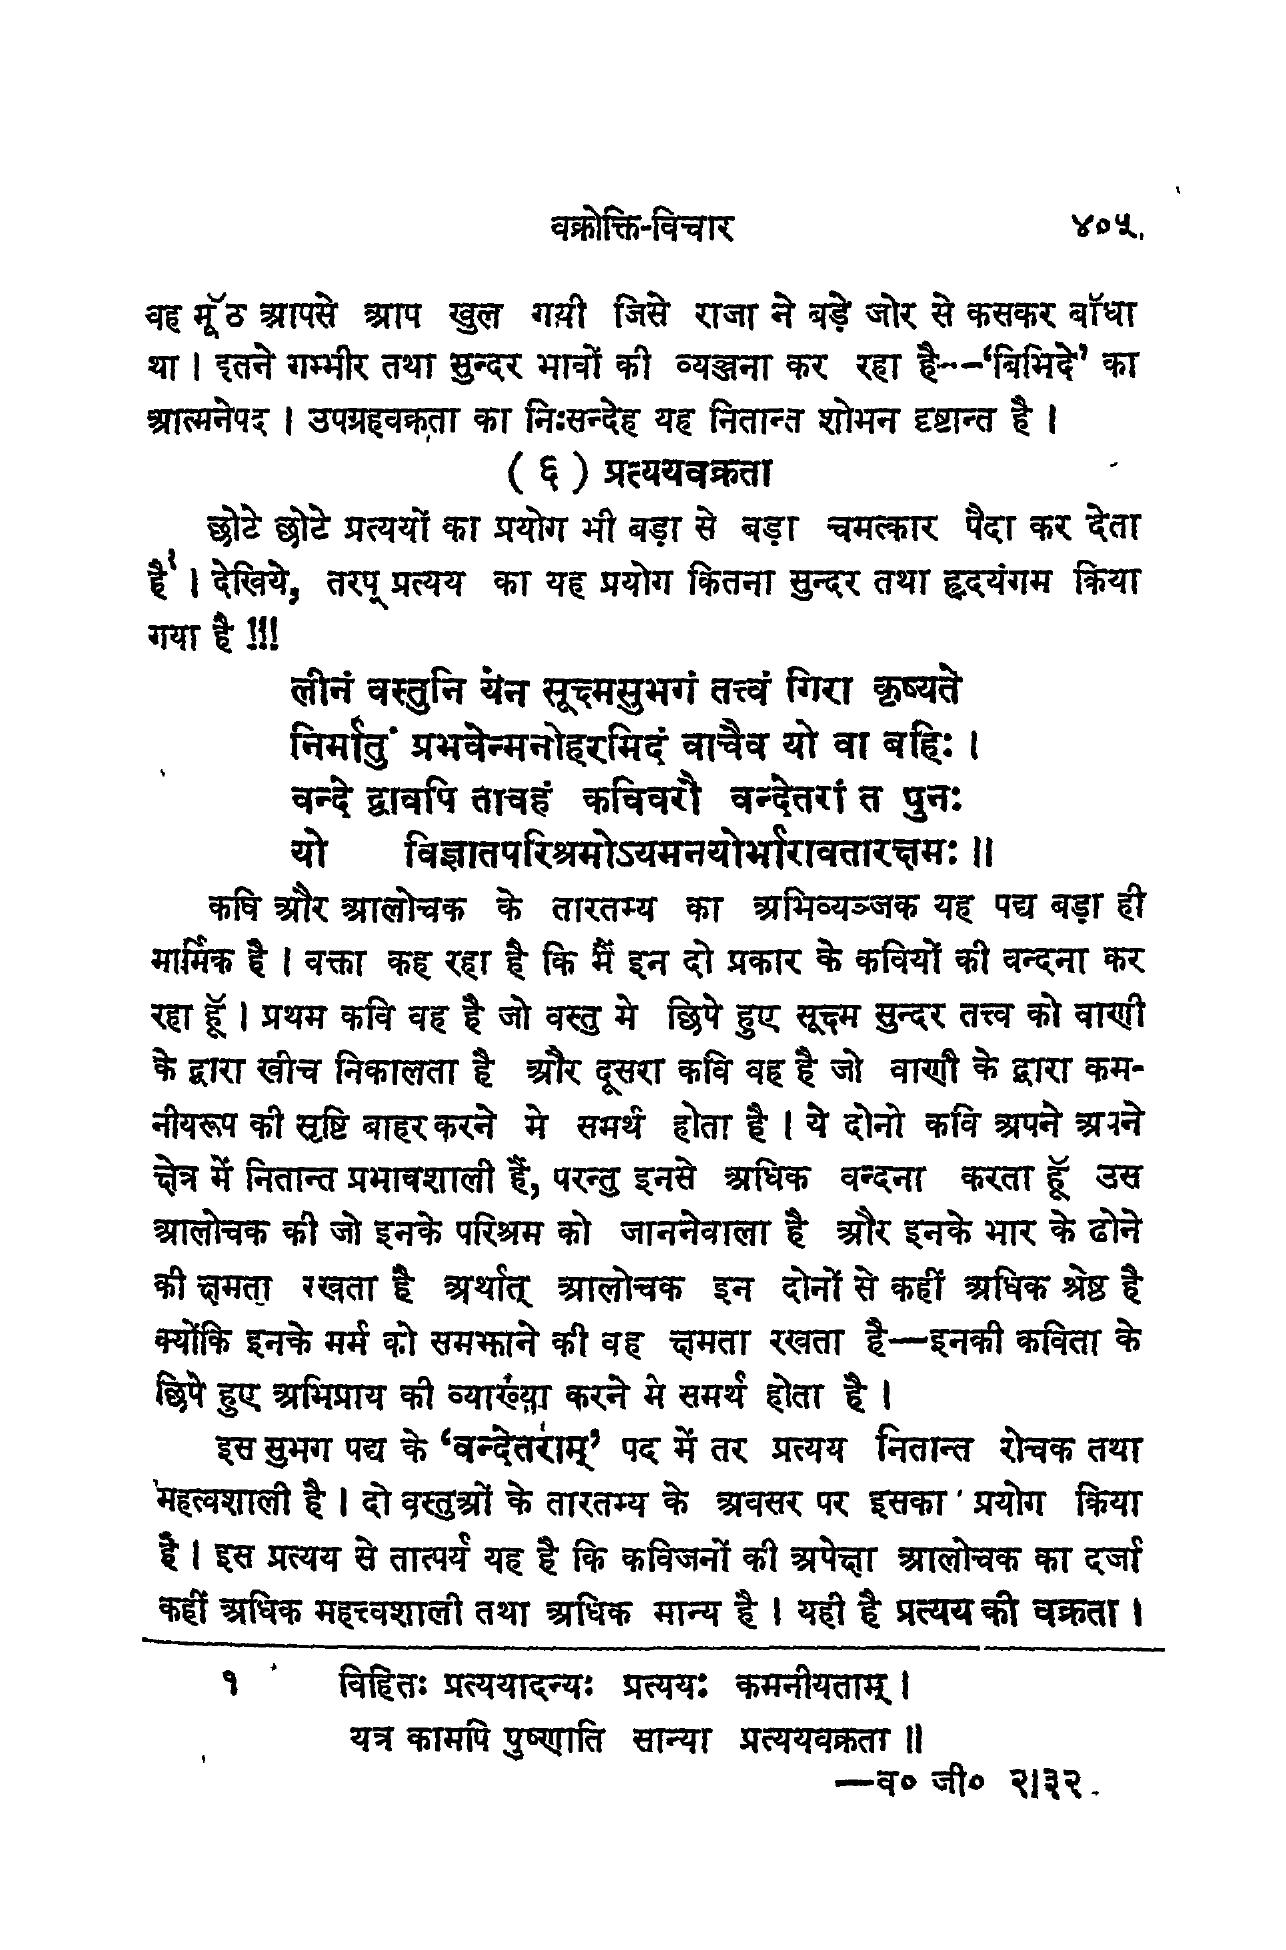 वक्रोक्ति-विचार ४०५
वह मूँठ आपसे आप खुल गयी जिसे राजा ने बड़े जोर से कसकर बाँधा
था । इतने गम्भीर तथा सुन्दर भावों की व्यञ्जना कर रहा है--‘बिभिदे’ का
आत्मनेपद । उपग्रहवक्रता का निःसन्देह यह नितान्त शोभन दृष्टान्त है ।
( ६ ) प्रत्ययवक्रता
छोटे छोटे प्रत्ययों का प्रयोग भी बड़ा से बड़ा चमत्कार पैदा कर देता
है¹ । देखिये, तरप् प्रत्यय का यह प्रयोग कितना सुन्दर तथा हृदयंगम किया
गया है !!!
लीनं वस्तुनि येन सूक्ष्मसुभगं तत्त्वं गिरा कृष्यते
निर्मातुं प्रभवेन्मनोहरमिदं वाचैव यो वा बहिः ।
वन्दे द्वावपि तावहं कविवरौ वन्देतरां त पुनः
यो विज्ञातपरिश्रमोऽयमनयोर्भारावतारक्षमः ॥
कवि और आलोचक के तारतम्य का अभिव्यञ्जक यह पद्य बड़ा ही
मार्मिक है । वक्ता कह रहा है कि मैं इन दो प्रकार के कवियों की वन्दना कर
रहा हूँ । प्रथम कवि वह है जो वस्तु मे छिपे हुए सूक्ष्म सुन्दर तत्त्व को वाणी
के द्वारा खीच निकालता है और दूसरा कवि वह है जो वाणी के द्वारा कम-
नीयरूप की सृष्टि बाहर करने मे समर्थ होता है । ये दोनो कवि अपने अपने
क्षेत्र में नितान्त प्रभावशाली हैं, परन्तु इनसे अधिक वन्दना करता हूँ उस
आलोचक की जो इनके परिश्रम को जाननेवाला है और इनके भार के ढोने
की क्षमता रखता है अर्थात् आलोचक इन दोनों से कहीं अधिक श्रेष्ठ है
क्योंकि इनके मर्म को समझाने की वह क्षमता रखता है—इनकी कविता के
छिपे हुए अभिप्राय की व्याख्या करने मे समर्थ होता है ।
इस सुभग पद्य के ‘वन्देतराम्’ पद में तर प्रत्यय नितान्त रोचक तथा
महत्वशाली है । दो वस्तुओं के तारतम्य के अवसर पर इसका प्रयोग किया
है । इस प्रत्यय से तात्पर्य यह है कि कविजनों की अपेक्षा आलोचक का दर्जा
कहीं अधिक महत्त्वशाली तथा अधिक मान्य है । यही है प्रत्यय की वक्रता ।
१ विहितः प्रत्ययादन्यः प्रत्ययः कमनीयताम् ।
यत्र कामपि पुष्णाति सान्या प्रत्ययवक्रता ॥
—व० जी० २।३२